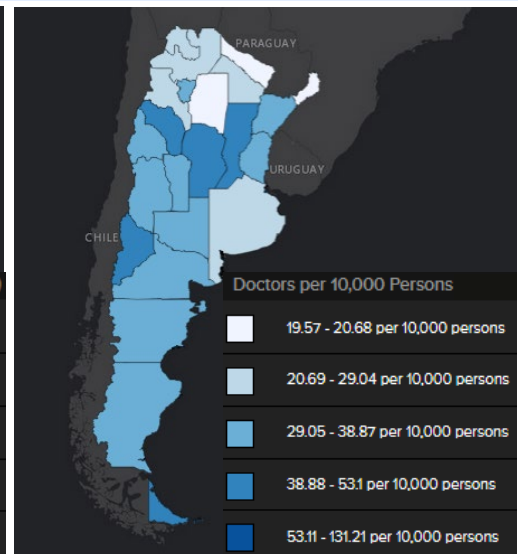 PARAGUAY
URUGUAY
CHILE
Doctors per 10,000 Persons
19.57 - 20.68 per 10,000 persons
20.69 - 29.04 per 10,000 persons
29.05 - 38.87 per 10,000 persons
38.88 - 53.1 per 10,000 persons
53.11 - 131.21 per 10,000 persons